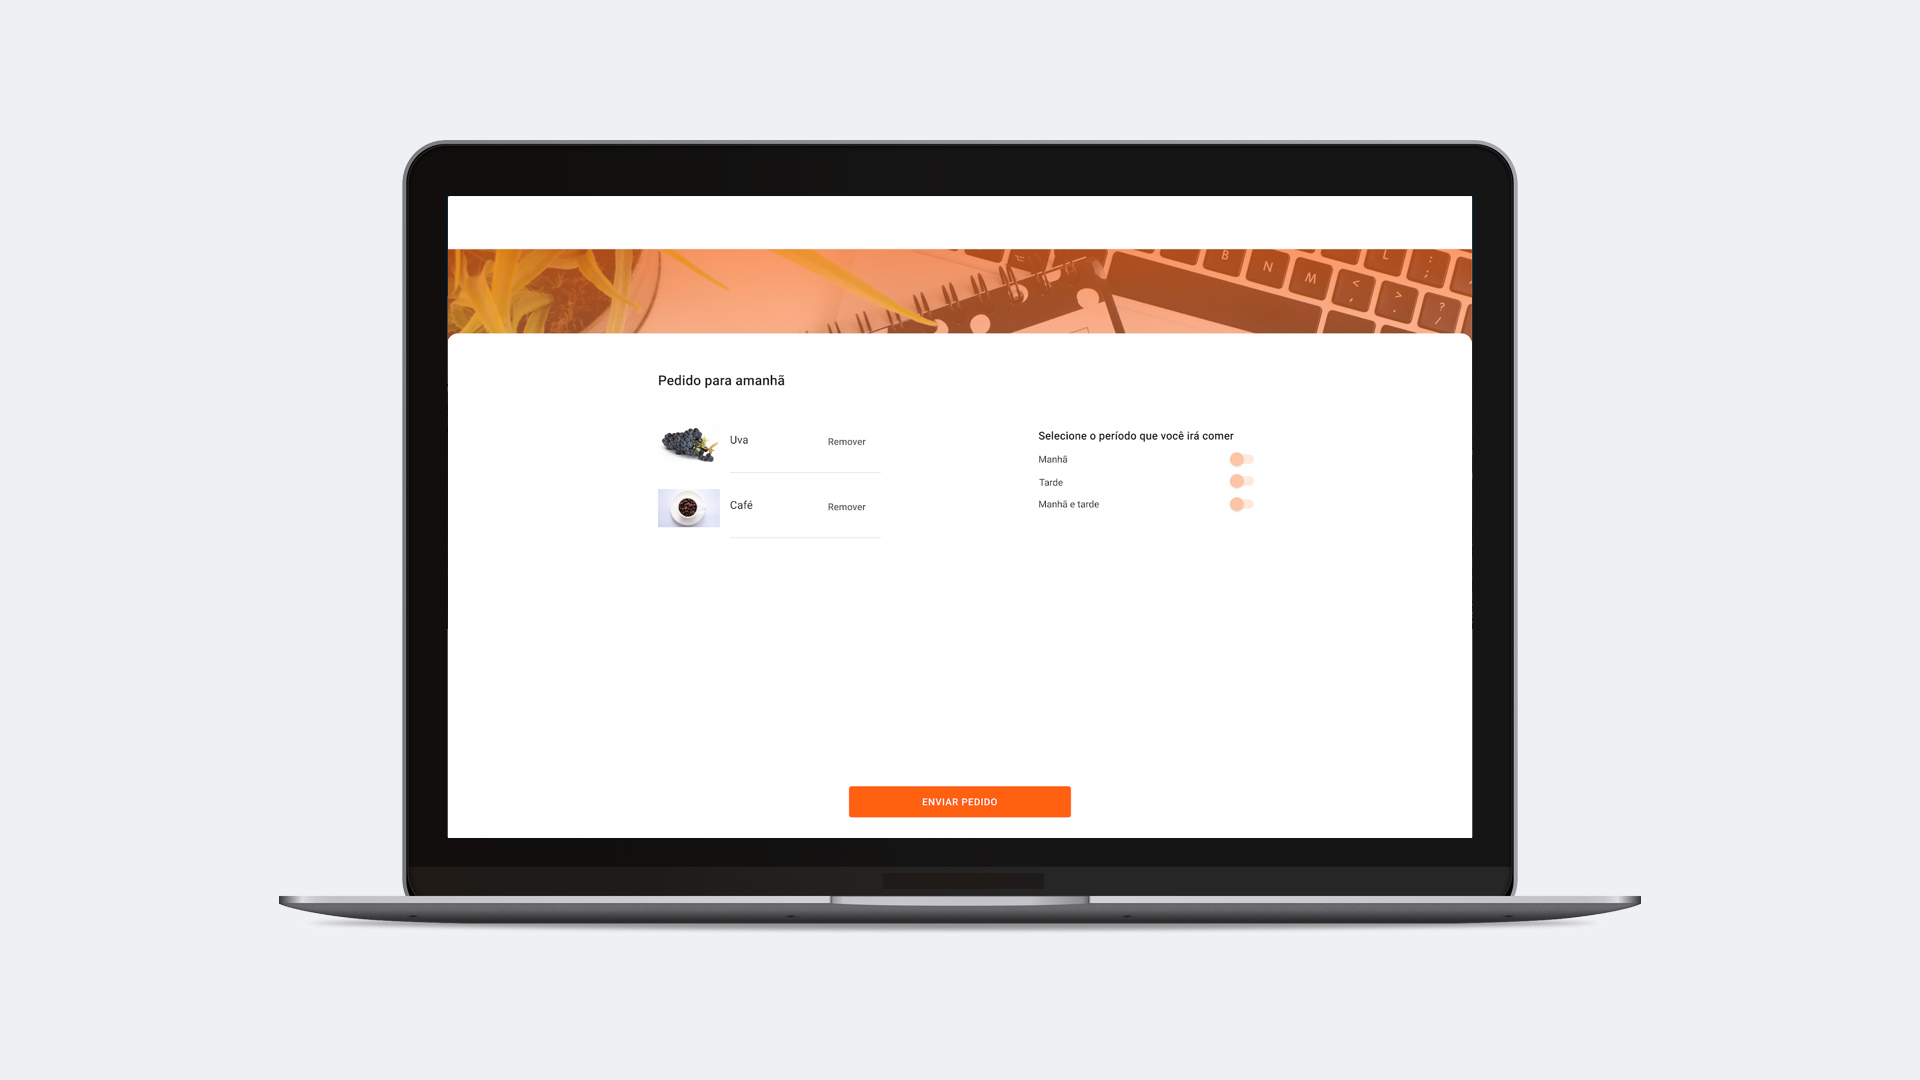 B N M L : ;
< , > . ? /
Pedido para amanhã
Uva
Remover
Café
Remover
Selecione o período que você irá comer
Manhã
Tarde
Manhã e tarde
ENVIAR PEDIDO